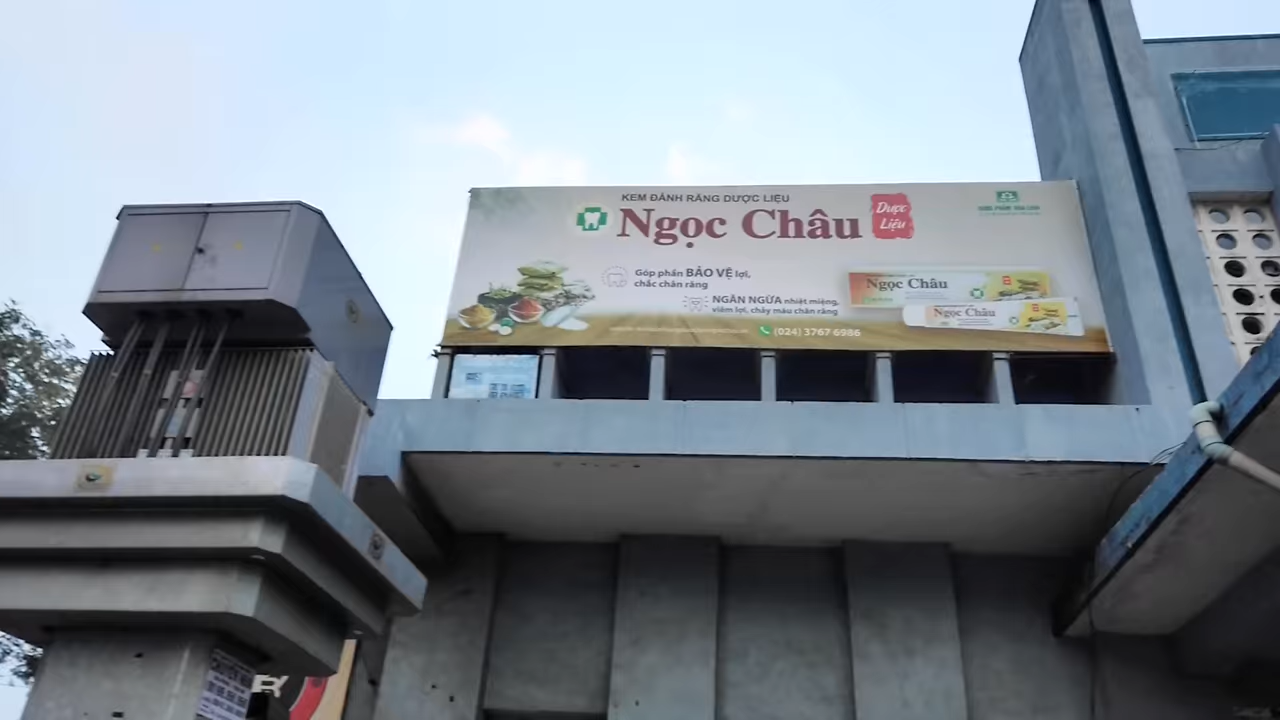 KEM ĐÁNH RĂNG DƯỢC LIỆU
Ngọc Châu
Dược
Liệu
Góp phần BẢO VỆ lợi,
chắc chân răng
NGĂN NGỪA nhiệt miệng,
viêm lợi, chảy máu chân răng
Ngọc Châu
Ngọc Châu
(024) 3767 6986